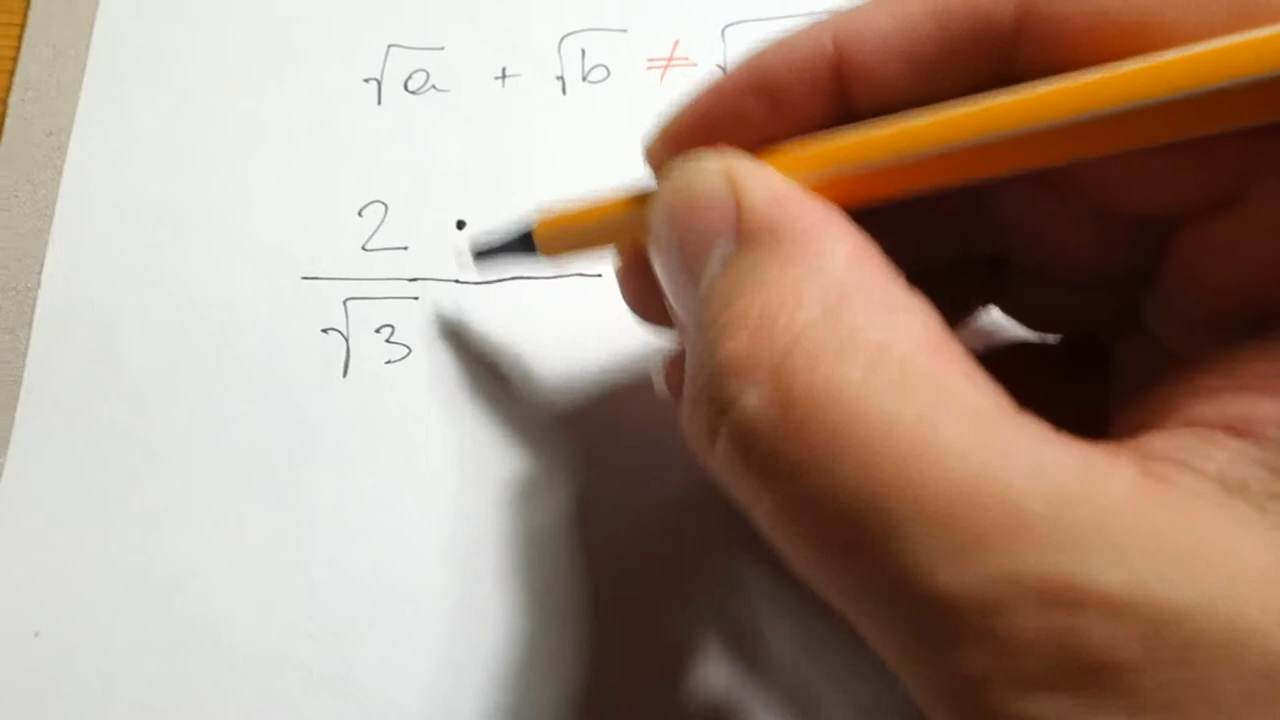 √a + √b ≠ √
2 ·
√3